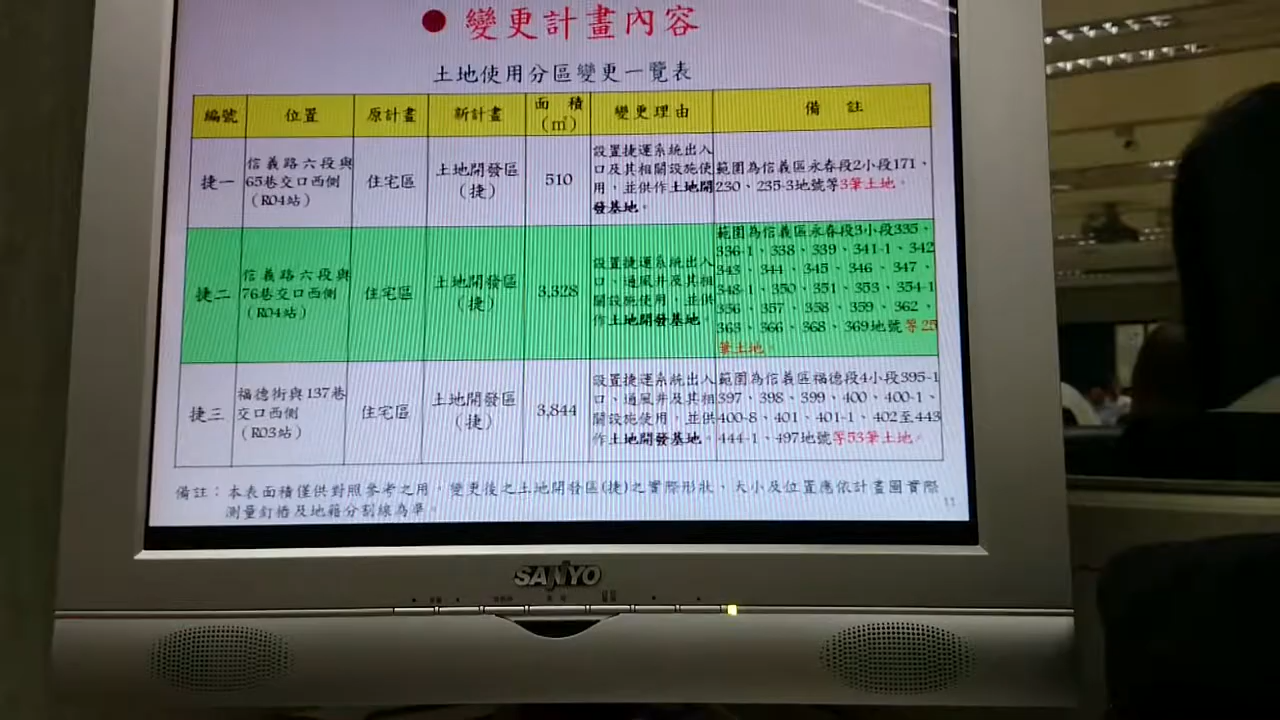 ● 變更計畫內容
土地使用分區變更一覽表
編號 位置 原計畫 新計畫 面積（㎡） 變更理由 備註
捷一
信義路六段與
65巷交口西側
（R04站）
住宅區
土地開發區
（捷）
510
設置捷運系統出入
口及其相關設施使
用，並供作土地開
發基地。
範圍為信義區永春段2小段171、
230、235-3地號等3筆土地。
捷二
信義路六段與
76巷交口西側
（R04站）
住宅區
土地開發區
（捷）
3,328
設置捷運系統出入
口、通風井及其相
關設施使用，並供
作土地開發基地。
範圍為信義區永春段3小段335、
336-1、338、339、341-1、342
343、344、345、346、347、
348-1、350、351、353、354-1
356、357、358、359、362、
363、366、368、369地號等25
筆土地。
捷三
福德街與137巷
交口西側
（R03站）
住宅區
土地開發區
（捷）
3,844
設置捷運系統出入
口、通風井及其相
關設施使用，並供
作土地開發基地。
範圍為信義區福德段4小段395-1
397、398、399、400、400-1、
400-8、401、401-1、402至443
444-1、497地號等53筆土地。
備註：本表面積僅供對照參考之用，變更後之土地開發區(捷)之實際形狀、大小及位置應依計畫圖實際
測量釘樁及地籍分割線為準。
11
SANYO